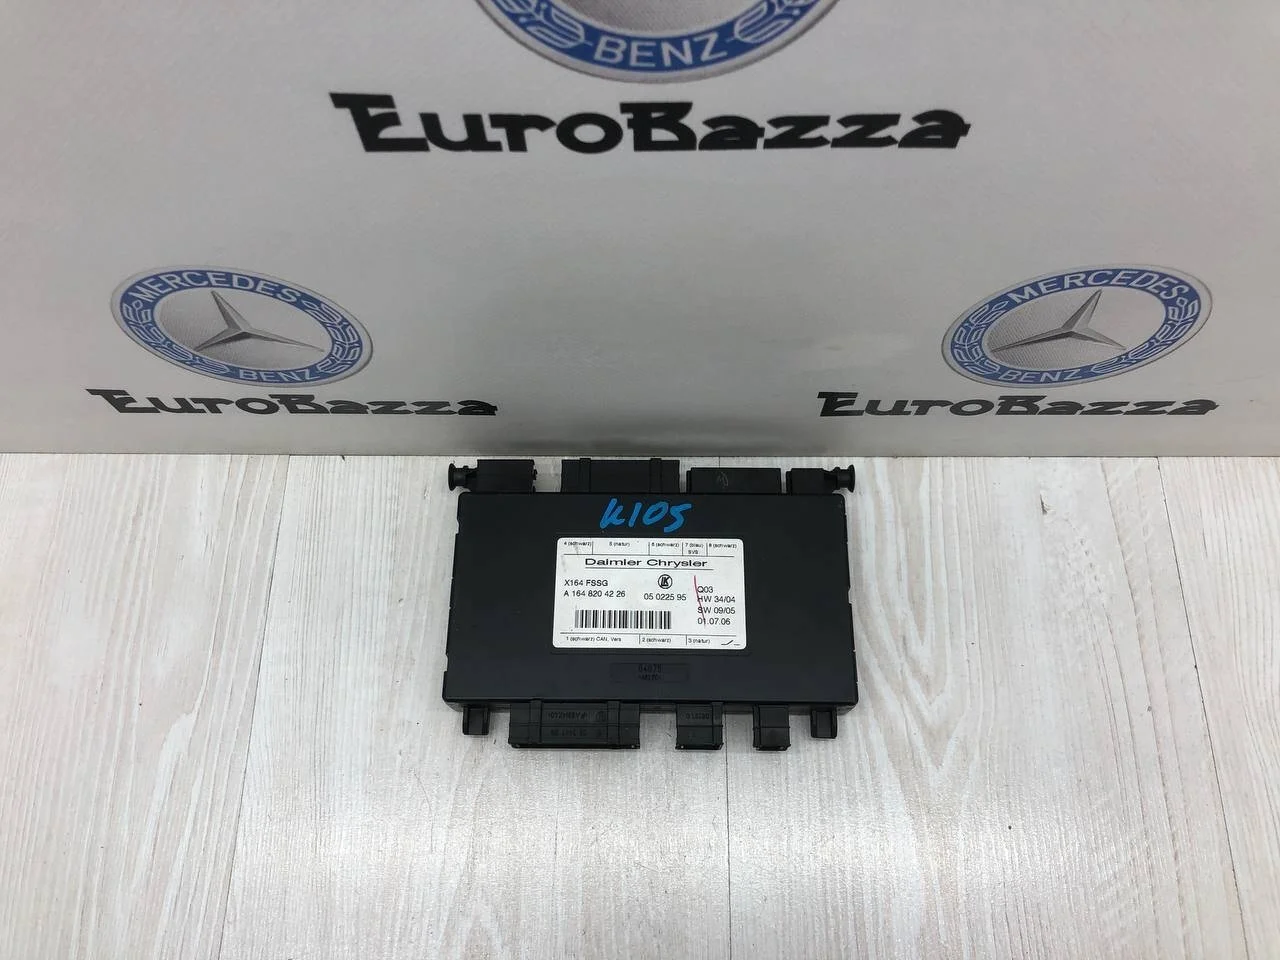 BENZ
EuroBazza
MERCEDES
BENZ
EuroBazza
MERCEDES
BENZ
EuroBazza
K105
4 (schwarz) 5 (natur) 6 (schwarz) 7 (blau) 8 (schwarz)
SVS
Daimler Chrysler
X164 FSSG
A 164 820 42 26
05 0225 95
Q03
HW 34/04
SW 09/05
01.07.06
1 (schwarz) CAN, Vers 2 (schwarz) 3 (natur)